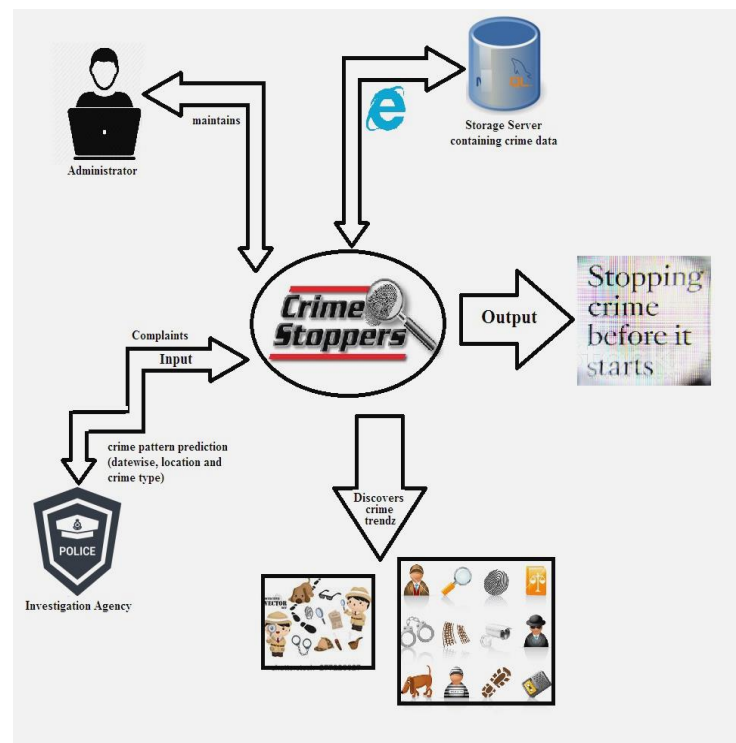 maintains
Administrator
Storage Server
containing crime data
Crime
Stoppers
Output
Stopping
crime
before it
starts
Complaints
Input
crime pattern prediction
(datewise, location and
crime type)
POLICE
Investigation Agency
Discovers
crime
trendz
VECTOR